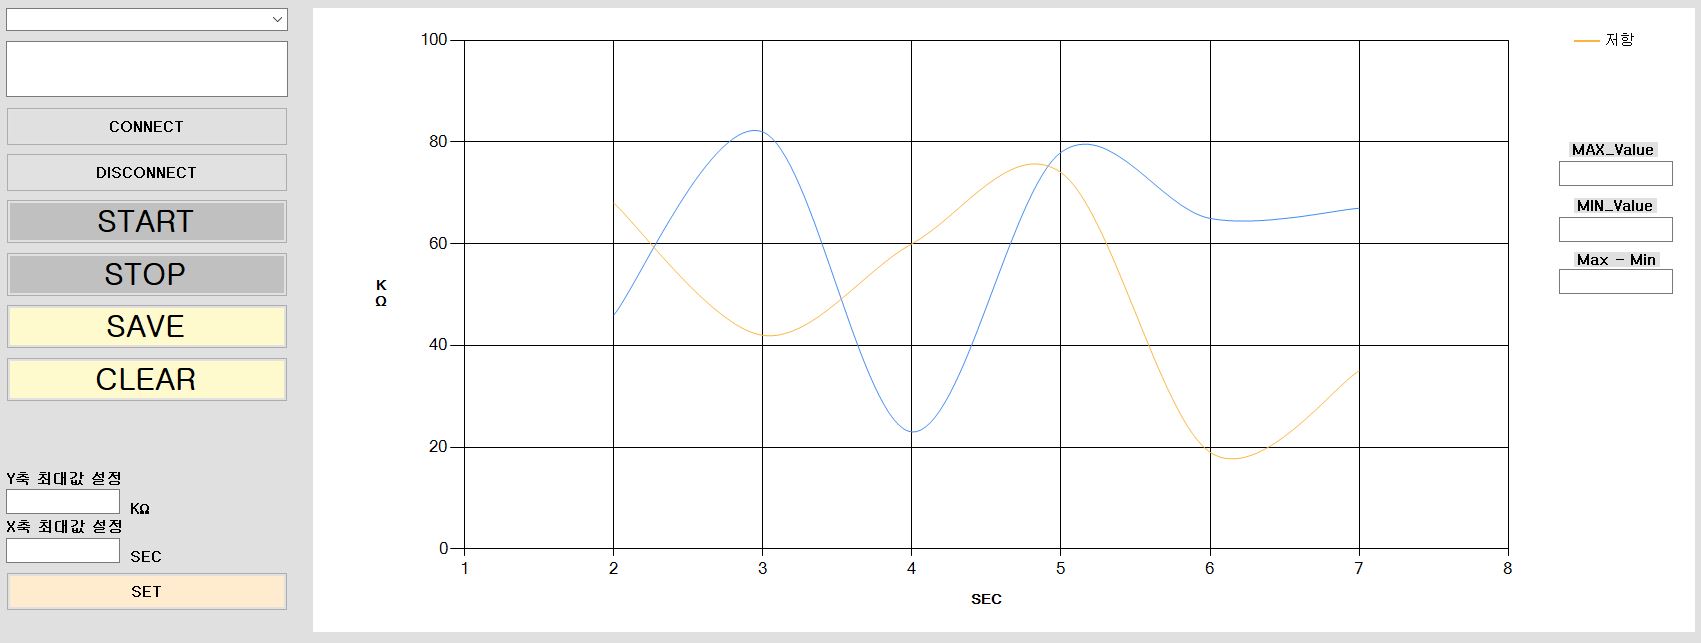 CONNECT
DISCONNECT
START
STOP
SAVE
CLEAR
Y축 최대값 설정
KΩ
X축 최대값 설정
SEC
SET
100
80
60
40
20
0
K
Ω
1 2 3 4 5 6 7 8
SEC
저항
MAX_Value
MIN_Value
Max - Min